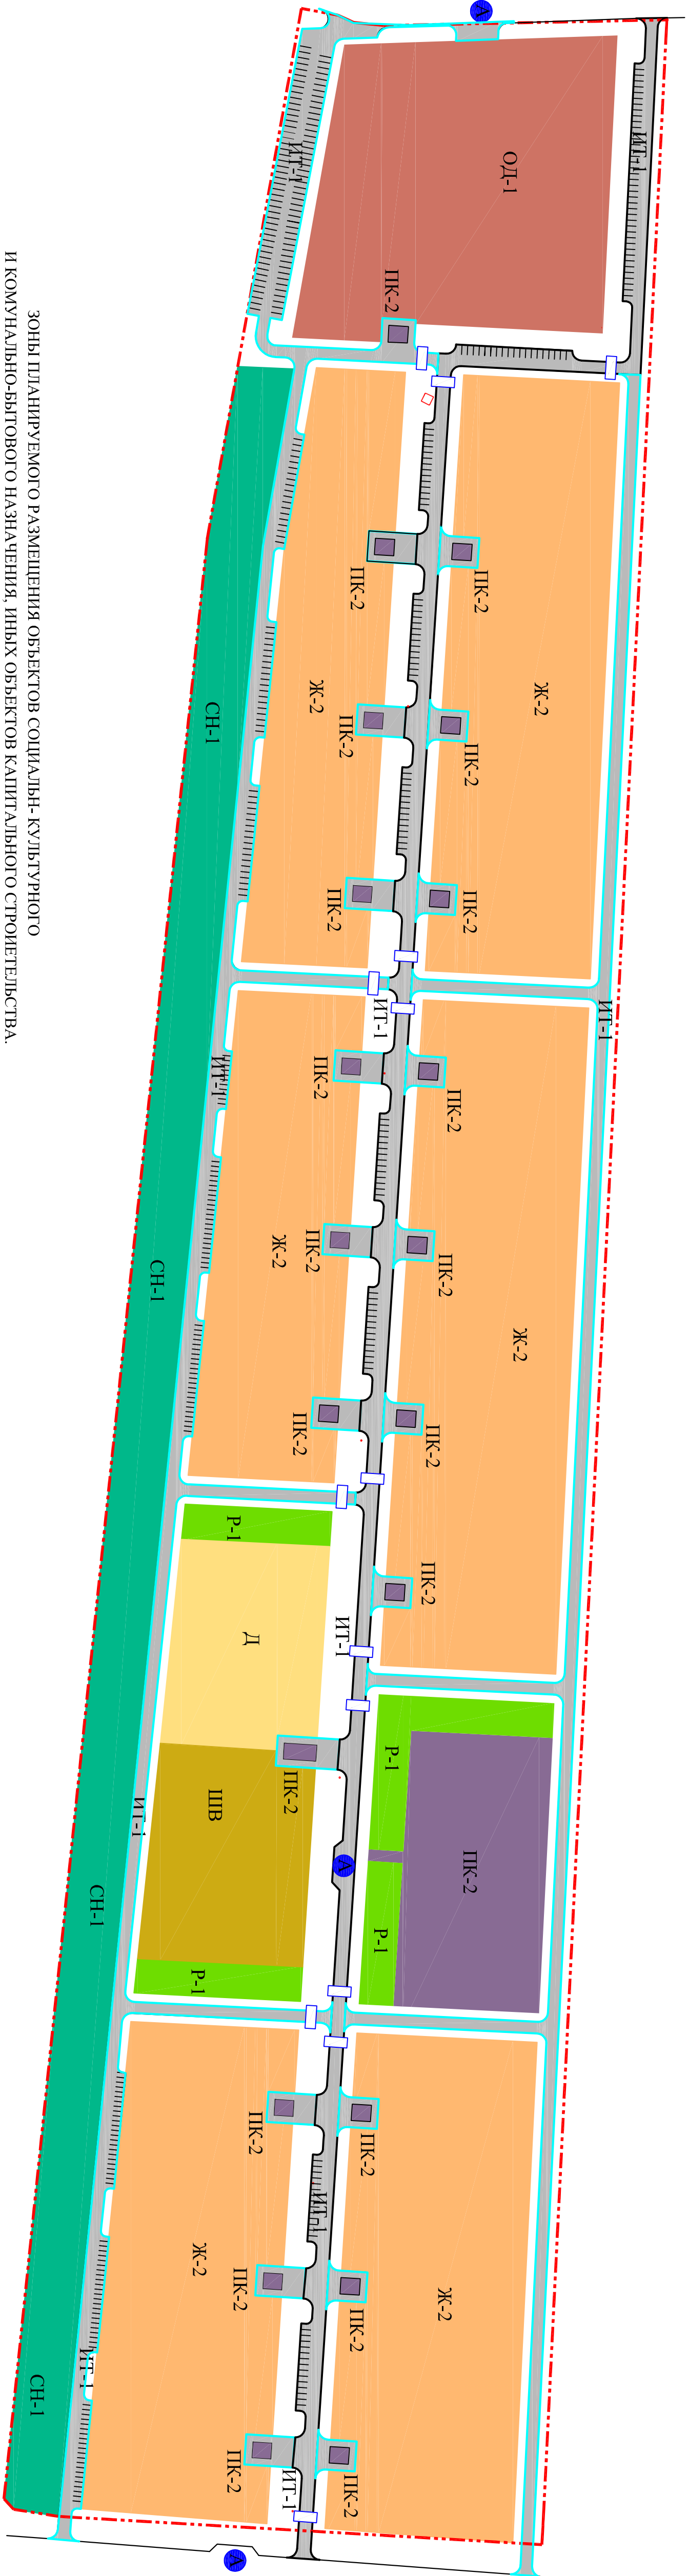 А
ИТ-1
ИТ-1
ОД-1
ПК-2
ЗОНЫ ПЛАНИРУЕМОГО РАЗМЕЩЕНИЯ ОБЪЕКТОВ СОЦИАЛЬН- КУЛЬТУРНОГО
И КОМУНАЛЬНО-БЫТОВОГО НАЗНАЧЕНИЯ, ИНЫХ ОБЪЕКТОВ КАПИТАЛЬНОГО СТРОИЕТЕЛЬСТВА.
ПК-2
ПК-2
Ж-2
Ж-2
СН-1
ПК-2
ПК-2
ПК-2
ПК-2
ИТ-1
ИТ-1
ИТ-1
ПК-2
ПК-2
ПК-2
ПК-2
Ж-2
СН-1
Ж-2
ПК-2
ПК-2
Р-1
ПК-2
Д
ИТ-1
Р-1
ПК-2
ШВ
ИТ-1
ПК-2
А
СН-1
Р-1
Р-1
ПК-2
ПК-2
ИТ-1
Ж-2
Ж-2
ПК-2
ПК-2
ИТ-1
СН-1
ПК-2
ПК-2
ИТ-1
А